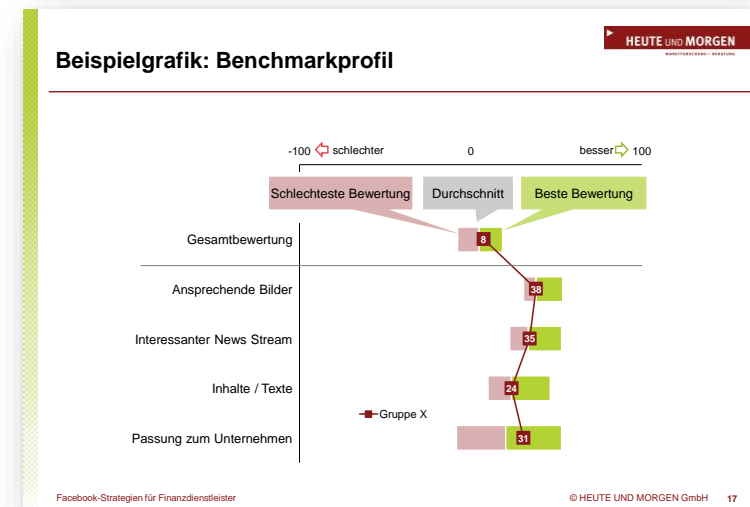 HEUTE UND MORGEN
MARKTFORSCHUNG + BERATUNG
Beispielgrafik: Benchmarkprofil
-100 schlechter 0 besser 100
Schlechteste Bewertung Durchschnitt Beste Bewertung
Gesamtbewertung 8
Ansprechende Bilder 38
Interessanter News Stream 35
Inhalte / Texte 24
Gruppe X
Passung zum Unternehmen 31
Facebook-Strategien für Finanzdienstleister © HEUTE UND MORGEN GmbH 17